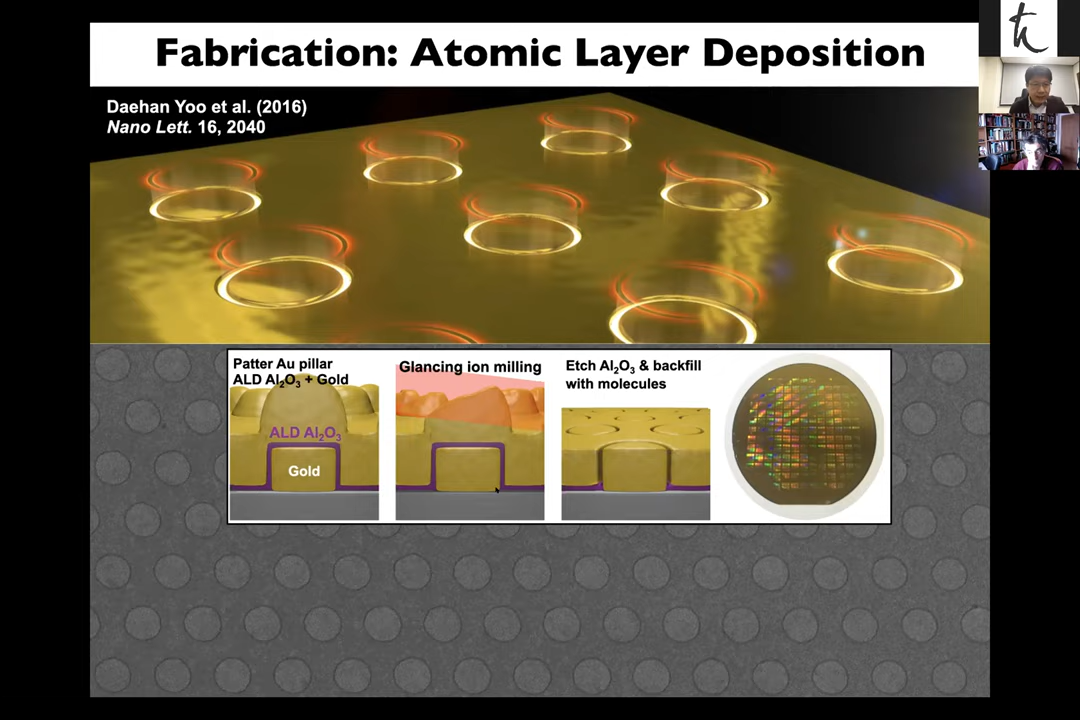 Fabrication: Atomic Layer Deposition
Daehan Yoo et al. (2016)
Nano Lett. 16, 2040
Patter Au pillar
ALD Al₂O₃ + Gold
ALD Al₂O₃
Gold
Glancing ion milling
Etch Al₂O₃ & backfill
with molecules